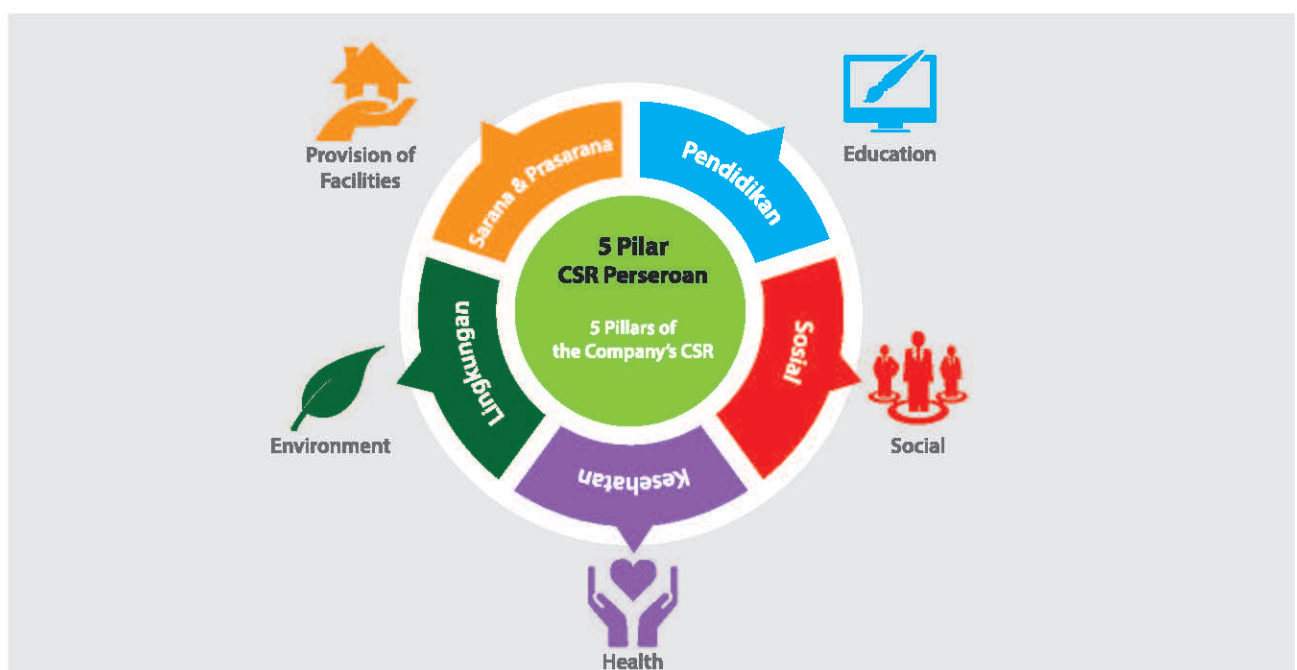 Provision of
Facilities
Education
Sarana & Prasarana
Pendidikan
5 Pilar
CSR Perseroan
5 Pillars of
the Company's CSR
Lingkungan
Sosial
Environment
Social
Kesehatan
Health